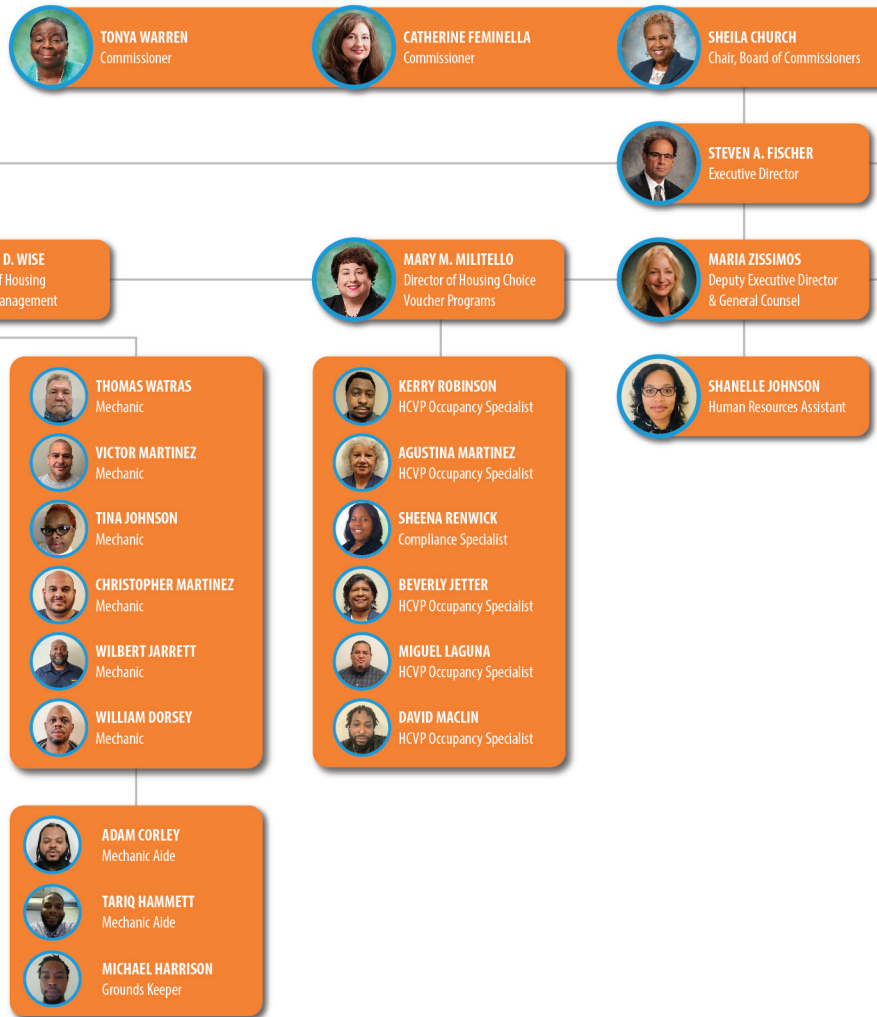 TONYA WARREN
Commissioner
CATHERINE FEMINELLA
Commissioner
SHEILA CHURCH
Chair, Board of Commissioners
STEVEN A. FISCHER
Executive Director
D. WISE
f Housing
anagement
MARY M. MILITELLO
Director of Housing Choice
Voucher Programs
MARIA ZISSIMOS
Deputy Executive Director
& General Counsel
THOMAS WATRAS
Mechanic
VICTOR MARTINEZ
Mechanic
TINA JOHNSON
Mechanic
CHRISTOPHER MARTINEZ
Mechanic
WILBERT JARRETT
Mechanic
WILLIAM DORSEY
Mechanic
KERRY ROBINSON
HCVP Occupancy Specialist
AGUSTINA MARTINEZ
HCVP Occupancy Specialist
SHEENA RENWICK
Compliance Specialist
BEVERLY JETTER
HCVP Occupancy Specialist
MIGUEL LAGUNA
HCVP Occupancy Specialist
DAVID MACLIN
HCVP Occupancy Specialist
SHANELLE JOHNSON
Human Resources Assistant
ADAM CORLEY
Mechanic Aide
TARIQ HAMMETT
Mechanic Aide
MICHAEL HARRISON
Grounds Keeper